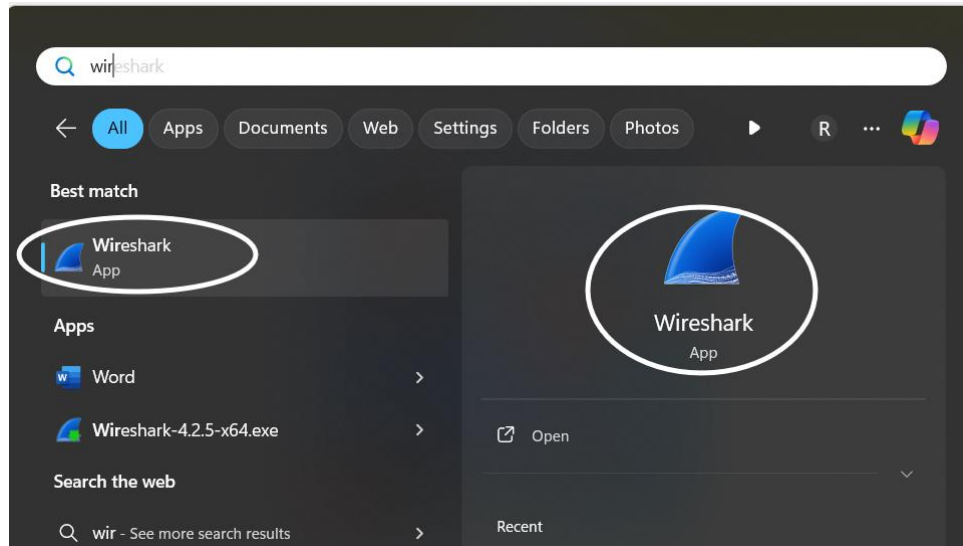 wireshark
All Apps Documents Web Settings Folders Photos R ...
Best match
Wireshark
App
Apps
Word
Wireshark-4.2.5-x64.exe
Search the web
wir - See more search results
Wireshark
App
Open
Recent